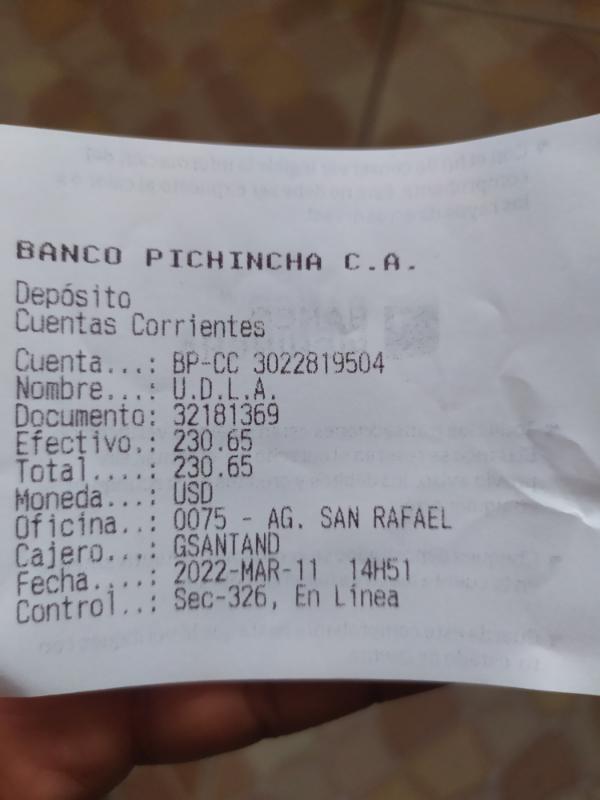 BANCO PICHINCHA C.A.
Depósito
Cuentas Corrientes
Cuenta...: BP-CC 3022819504
Nombre...: U.D.L.A.
Documento: 32181369
Efectivo.: 230.65
Total....: 230.65
Moneda...: USD
Oficina..: 0075 - AG. SAN RAFAEL
Cajero...: GSANTAND
Fecha....: 2022-MAR-11 14H51
Control..: Sec-326, En Línea